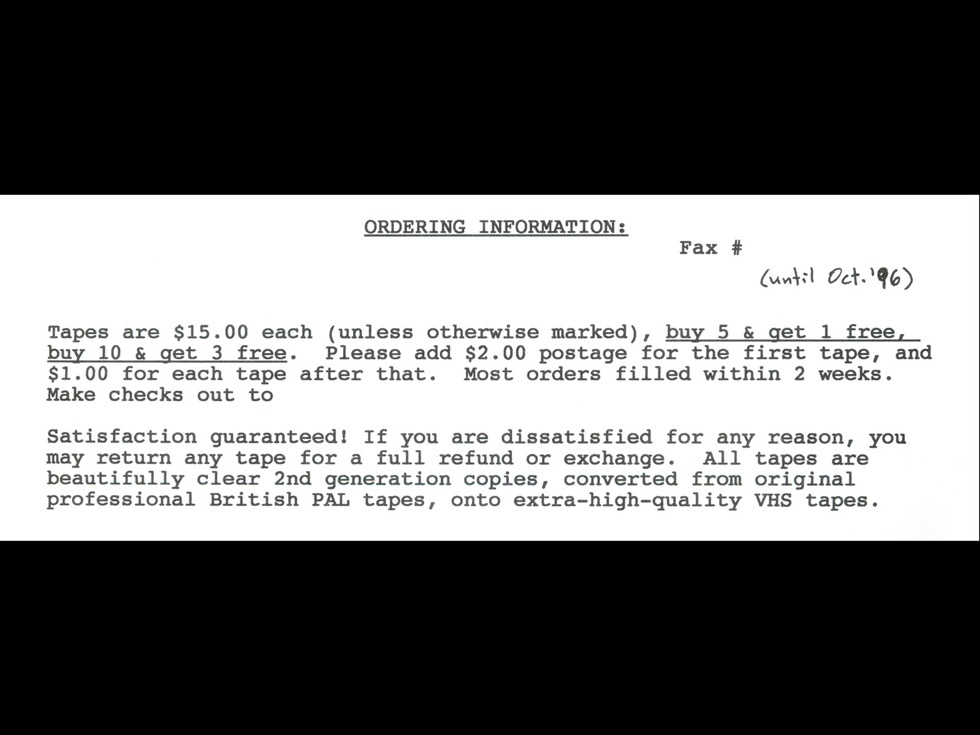 ORDERING INFORMATION:
Fax #
(until Oct. '96)
Tapes are $15.00 each (unless otherwise marked), buy 5 & get 1 free,
buy 10 & get 3 free.  Please add $2.00 postage for the first tape, and
$1.00 for each tape after that.  Most orders filled within 2 weeks.
Make checks out to
Satisfaction guaranteed! If you are dissatisfied for any reason, you
may return any tape for a full refund or exchange.  All tapes are
beautifully clear 2nd generation copies, converted from original
professional British PAL tapes, onto extra-high-quality VHS tapes.